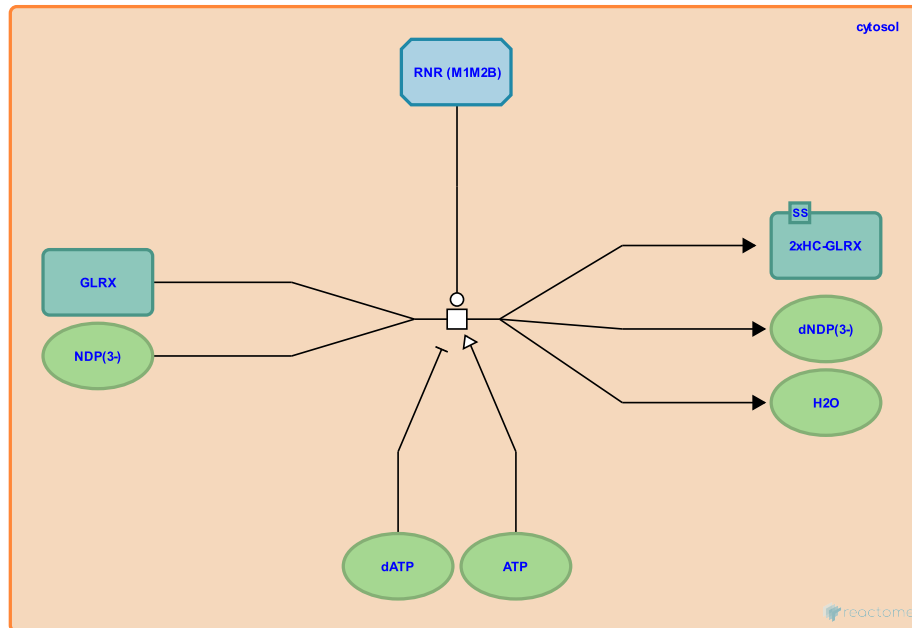 cytosol
RNR (M1M2B)
SS
2xHC-GLRX
GLRX
dNDP(3-)
NDP(3-)
H2O
dATP
ATP
reactome